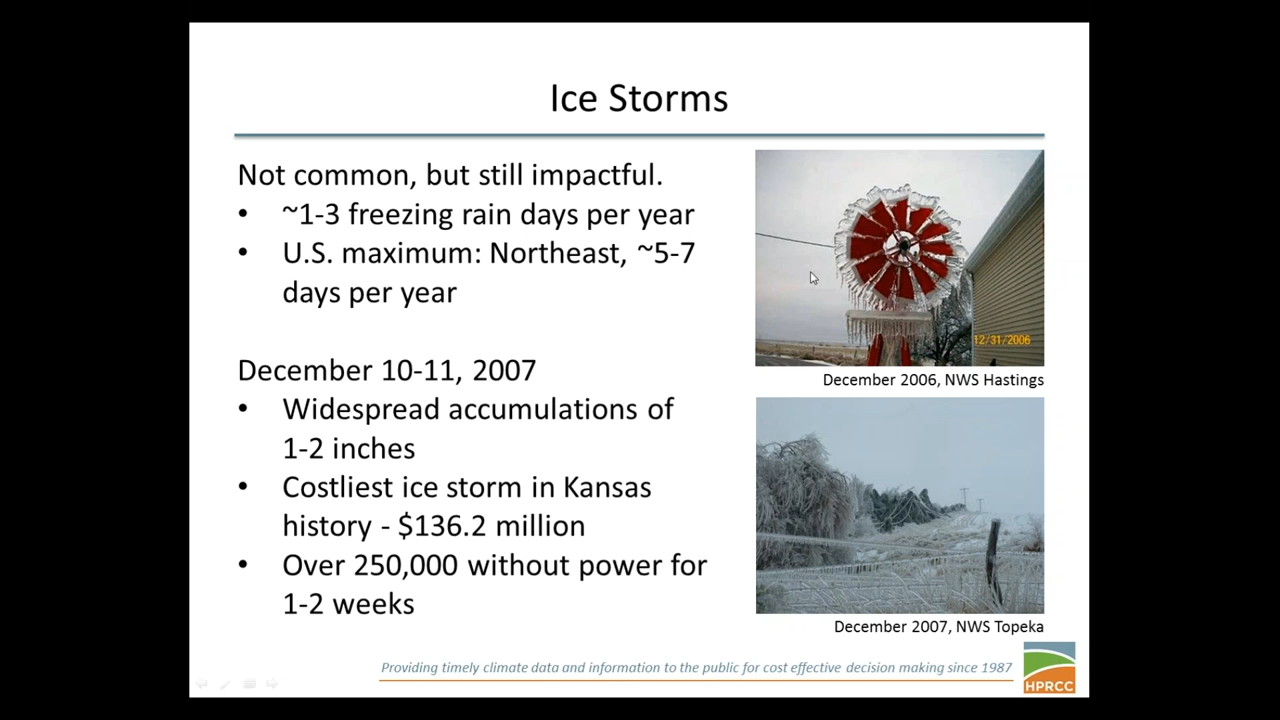 Ice Storms
Not common, but still impactful.
• ~1-3 freezing rain days per year
• U.S. maximum: Northeast, ~5-7
days per year
December 10-11, 2007
• Widespread accumulations of
1-2 inches
• Costliest ice storm in Kansas
history - $136.2 million
• Over 250,000 without power for
1-2 weeks
12/31/2006
December 2006, NWS Hastings
December 2007, NWS Topeka
Providing timely climate data and information to the public for cost effective decision making since 1987
HPRCC